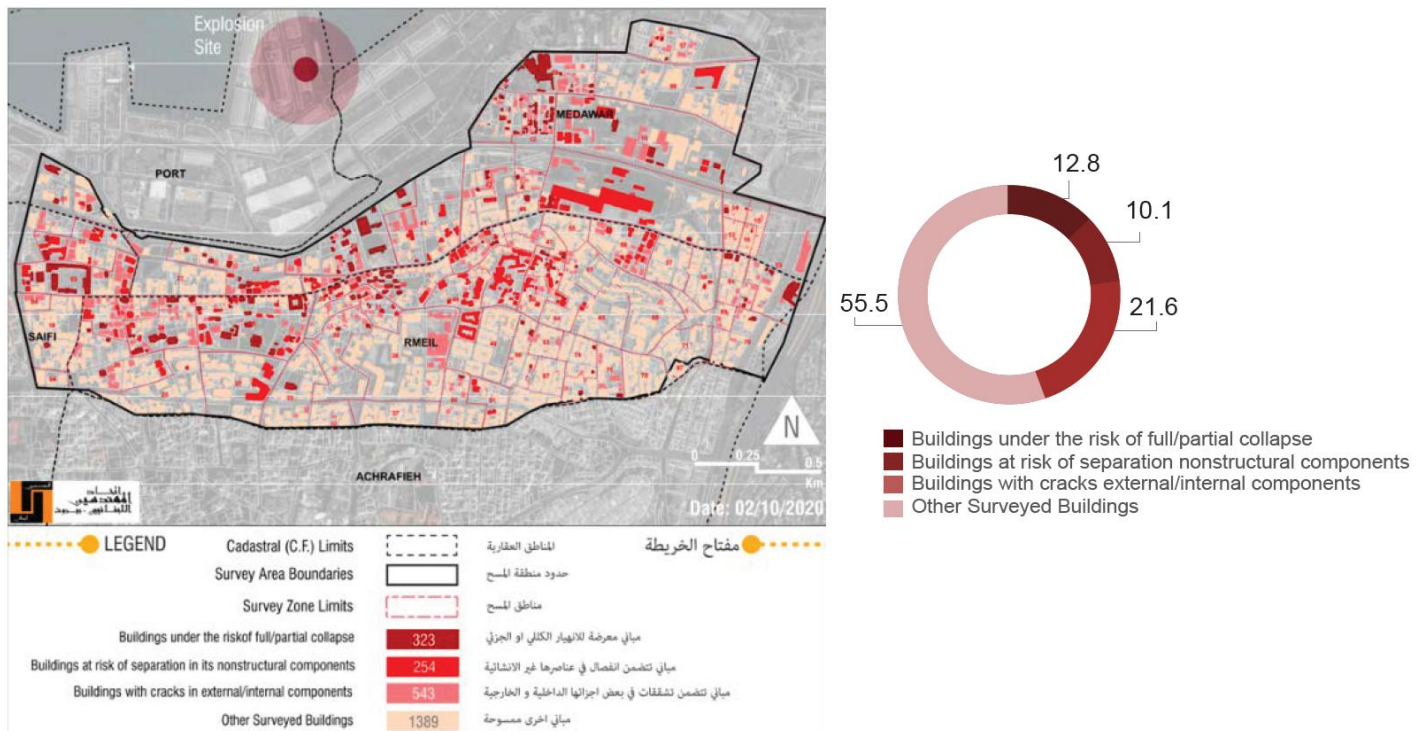 Explosion
Site
PORT
MEDAWAR
SAIFI
RMEIL
ACHRAFIEH
N
0 0.25 0.5
Km
Date: 02/10/2020
اتحاد
المهندسين
اللبنانيين
LEGEND
مفتاح الخريطة
Cadastral (C.F.) Limits المناطق العقارية
Survey Area Boundaries حدود منطقة المسح
Survey Zone Limits مناطق المسح
Buildings under the riskof full/partial collapse 323 مباني معرضة للانهيار الكلي او الجزئي
Buildings at risk of separation in its nonstructural components 254 مباني تتضمن انفصال في عناصرها غير الانشائية
Buildings with cracks in external/internal components 543 مباني تتضمن تشققات في بعض اجزائها الداخلية و الخارجية
Other Surveyed Buildings 1389 مباني اخرى ممسوحة
12.8
10.1
21.6
55.5
Buildings under the risk of full/partial collapse
Buildings at risk of separation nonstructural components
Buildings with cracks external/internal components
Other Surveyed Buildings